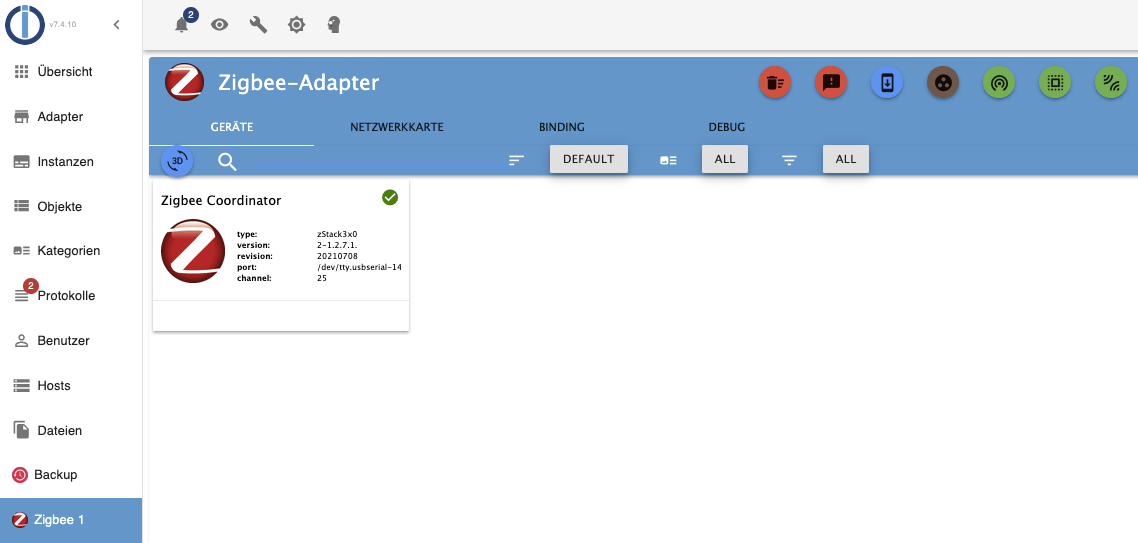 v7.4.10
2
Übersicht
Adapter
Instanzen
Objekte
Kategorien
2
Protokolle
Benutzer
Hosts
Dateien
Backup
Zigbee 1
Zigbee-Adapter
GERÄTE NETZWERKKARTE BINDING DEBUG
3D DEFAULT ALL ALL
Zigbee Coordinator
type: zStack3x0
version: 2-1.2.7.1.
revision: 20210708
port: /dev/tty.usbserial-14
channel: 25